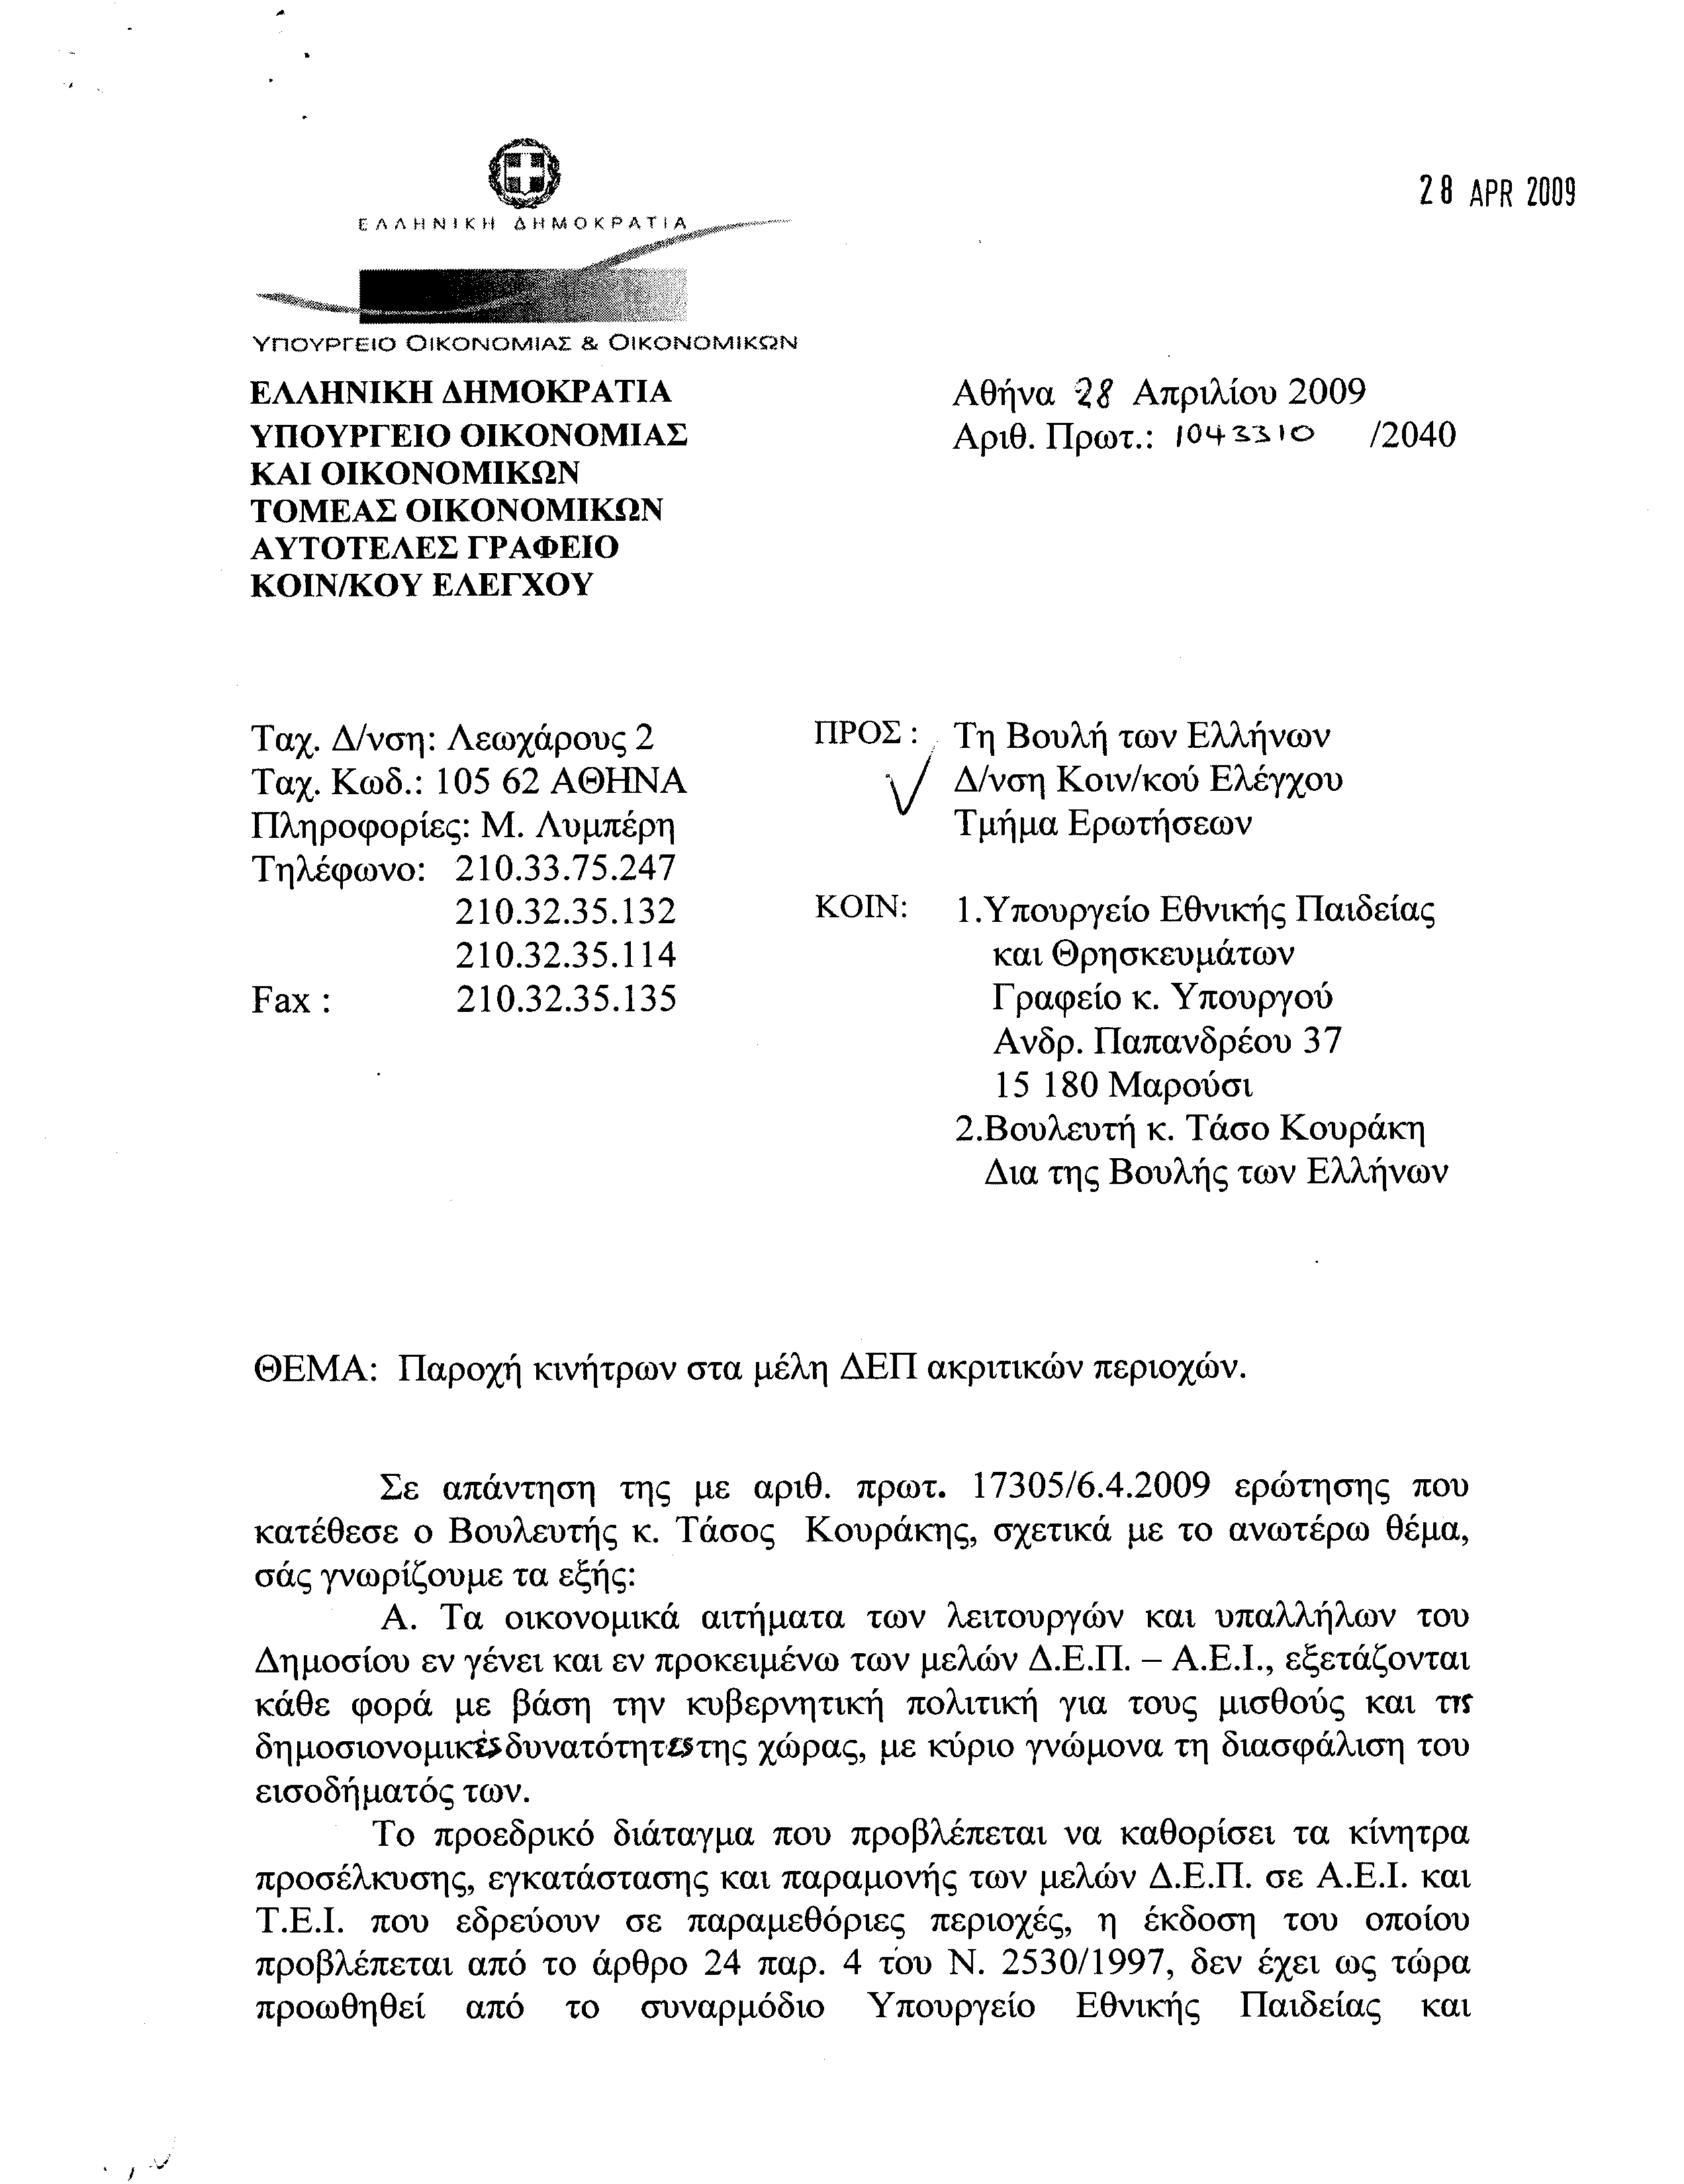 28 APR 2009
ΕΛΛΗΝΙΚΗ ΔΗΜΟΚΡΑΤΙΑ
ΥΠΟΥΡΓΕΙΟ ΟΙΚΟΝΟΜΙΑΣ & ΟΙΚΟΝΟΜΙΚΩΝ
ΕΛΛΗΝΙΚΗ ΔΗΜΟΚΡΑΤΙΑ
ΥΠΟΥΡΓΕΙΟ ΟΙΚΟΝΟΜΙΑΣ
ΚΑΙ ΟΙΚΟΝΟΜΙΚΩΝ
ΤΟΜΕΑΣ ΟΙΚΟΝΟΜΙΚΩΝ
ΑΥΤΟΤΕΛΕΣ ΓΡΑΦΕΙΟ
ΚΟΙΝ/ΚΟΥ ΕΛΕΓΧΟΥ
Αθήνα 28 Απριλίου 2009
Αριθ. Πρωτ.: 1043310 /2040
Ταχ. Δ/νση: Λεωχάρους 2
Ταχ. Κωδ.: 105 62 ΑΘΗΝΑ
Πληροφορίες: Μ. Λυμπέρη
Τηλέφωνο: 210.33.75.247
210.32.35.132
210.32.35.114
Fax : 210.32.35.135
ΠΡΟΣ : Τη Βουλή των Ελλήνων
Δ/νση Κοιν/κού Ελέγχου
Τμήμα Ερωτήσεων
ΚΟΙΝ: 1.Υπουργείο Εθνικής Παιδείας
και Θρησκευμάτων
Γραφείο κ. Υπουργού
Ανδρ. Παπανδρέου 37
15 180 Μαρούσι
2.Βουλευτή κ. Τάσο Κουράκη
Δια της Βουλής των Ελλήνων
ΘΕΜΑ: Παροχή κινήτρων στα μέλη ΔΕΠ ακριτικών περιοχών.
Σε απάντηση της με αριθ. πρωτ. 17305/6.4.2009 ερώτησης που
κατέθεσε ο Βουλευτής κ. Τάσος Κουράκης, σχετικά με το ανωτέρω θέμα,
σάς γνωρίζουμε τα εξής:
Α. Τα οικονομικά αιτήματα των λειτουργών και υπαλλήλων του
Δημοσίου εν γένει και εν προκειμένω των μελών Δ.Ε.Π. – Α.Ε.Ι., εξετάζονται
κάθε φορά με βάση την κυβερνητική πολιτική για τους μισθούς και τις
δημοσιονομικές δυνατότητες της χώρας, με κύριο γνώμονα τη διασφάλιση του
εισοδήματός των.
Το προεδρικό διάταγμα που προβλέπεται να καθορίσει τα κίνητρα
προσέλκυσης, εγκατάστασης και παραμονής των μελών Δ.Ε.Π. σε Α.Ε.Ι. και
Τ.Ε.Ι. που εδρεύουν σε παραμεθόριες περιοχές, η έκδοση του οποίου
προβλέπεται από το άρθρο 24 παρ. 4 του Ν. 2530/1997, δεν έχει ως τώρα
προωθηθεί από το συναρμόδιο Υπουργείο Εθνικής Παιδείας και